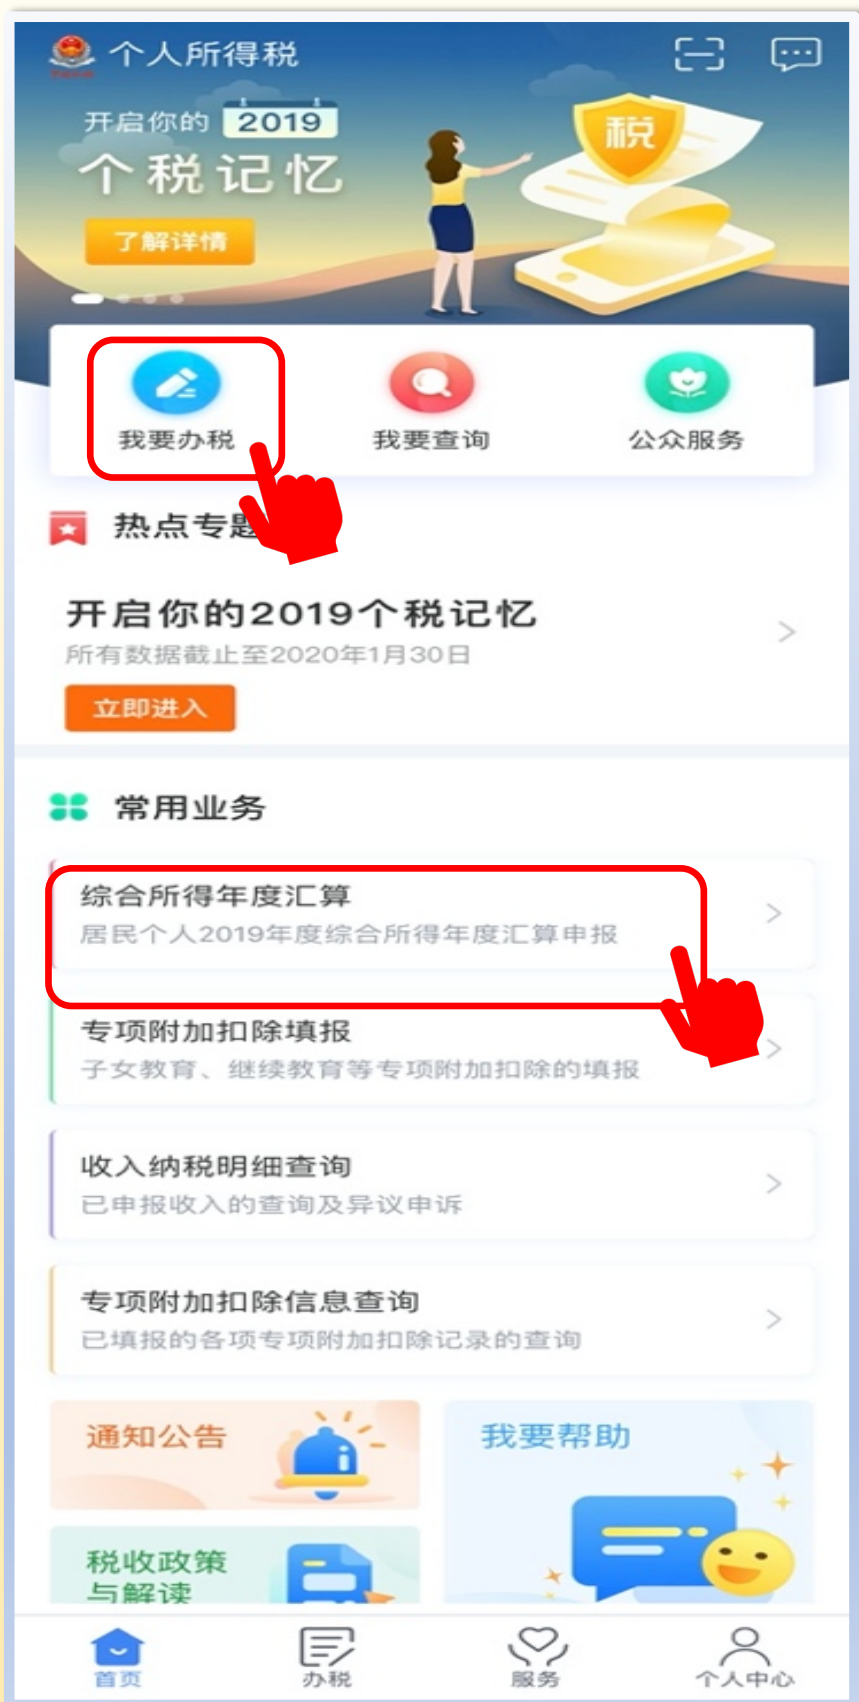 个人所得税
开启你的 2019
个税记忆
了解详情
税
我要办税
我要查询
公众服务
热点专题
开启你的2019个税记忆
所有数据截止至2020年1月30日
立即进入
常用业务
综合所得年度汇算
居民个人2019年度综合所得年度汇算申报
专项附加扣除填报
子女教育、继续教育等专项附加扣除的填报
收入纳税明细查询
已申报收入的查询及异议申诉
专项附加扣除信息查询
已填报的各项专项附加扣除记录的查询
通知公告
我要帮助
税收政策
与解读
首页
办税
服务
个人中心